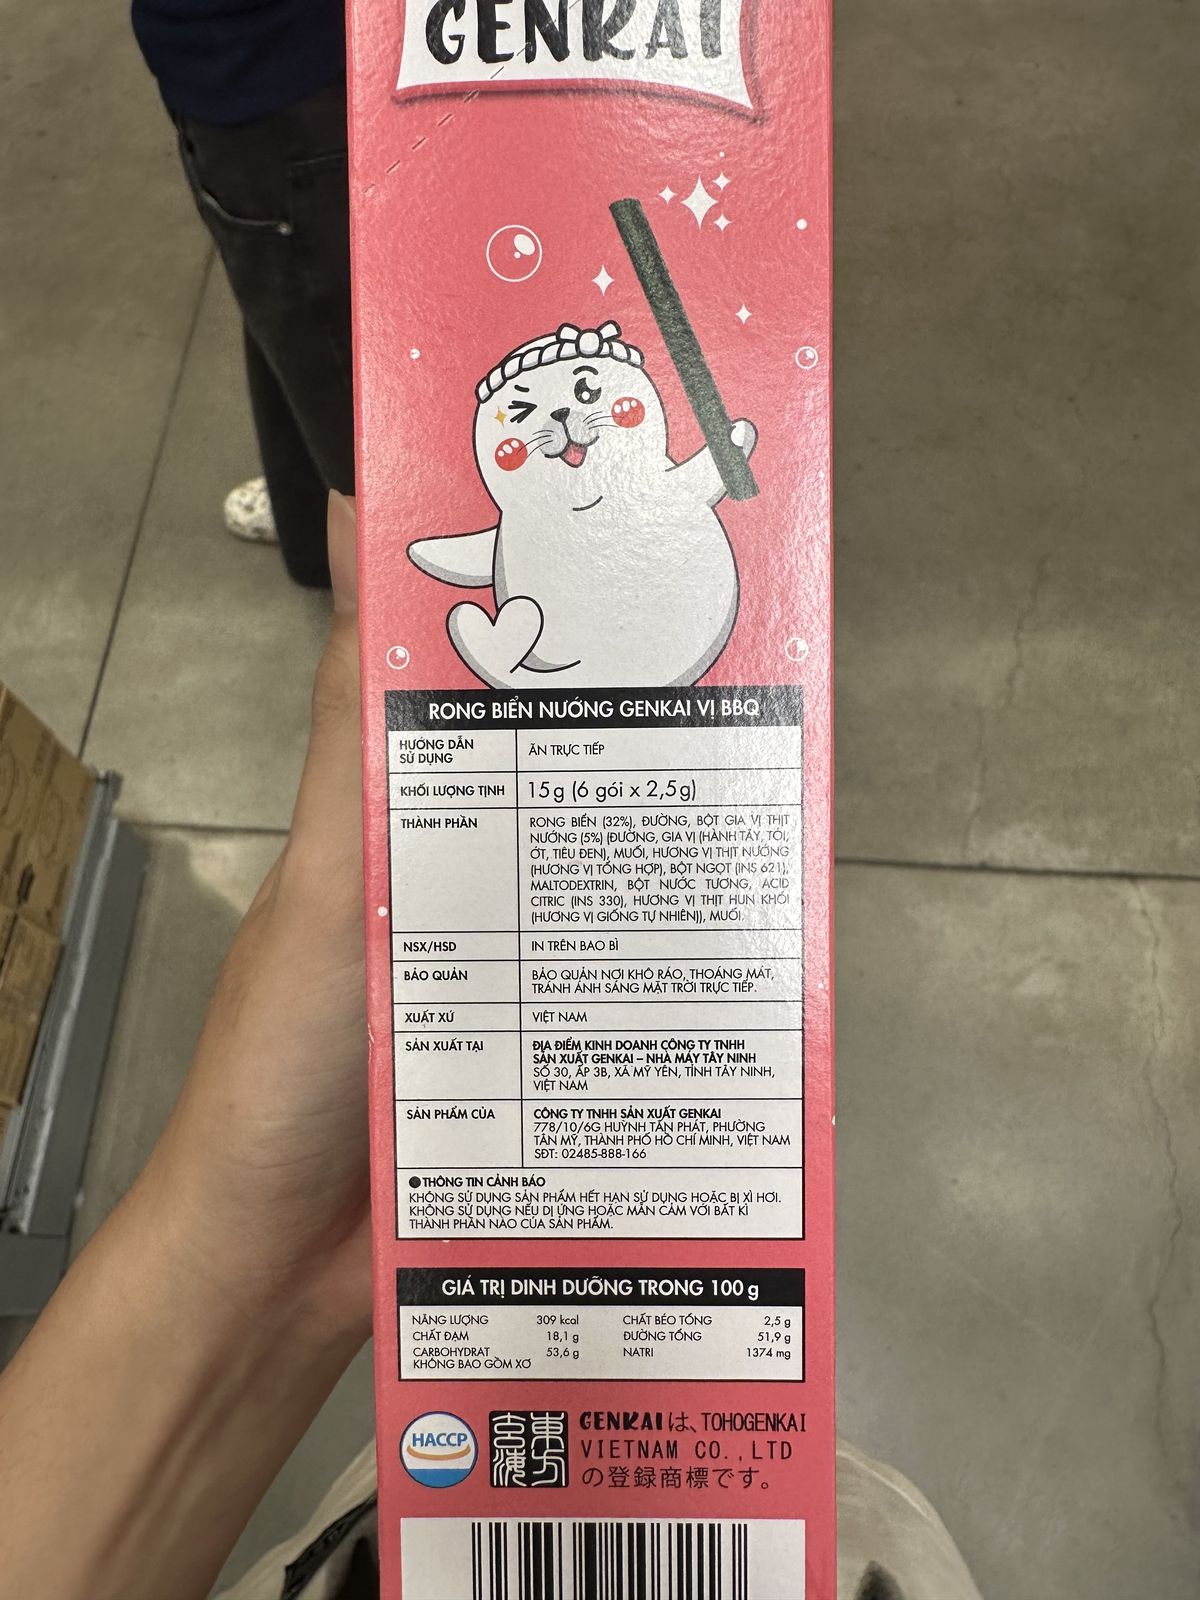 GENKAI
RONG BIỂN NƯỚNG GENKAI VỊ BBQ
HƯỚNG DẪN
SỬ DỤNG
ĂN TRỰC TIẾP
KHỐI LƯỢNG TỊNH
15g (6 gói x 2,5g)
THÀNH PHẦN
RONG BIỂN (32%), ĐƯỜNG, BỘT GIA VỊ THỊT
NƯỚNG (5%) (ĐƯỜNG, GIA VỊ (HÀNH TÂY, TỎI,
ỚT, TIÊU ĐEN), MUỐI, HƯƠNG VỊ THỊT NƯỚNG
(HƯƠNG VỊ TỔNG HỢP), BỘT NGỌT (INS 621),
MALTODEXTRIN, BỘT NƯỚC TƯƠNG, ACID
CITRIC (INS 330), HƯƠNG VỊ THỊT HUN KHÓI
(HƯƠNG VỊ GIỐNG TỰ NHIÊN)), MUỐI.
NSX/HSD
IN TRÊN BAO BÌ
BẢO QUẢN
BẢO QUẢN NƠI KHÔ RÁO, THOÁNG MÁT,
TRÁNH ÁNH SÁNG MẶT TRỜI TRỰC TIẾP.
XUẤT XỨ
VIỆT NAM
SẢN XUẤT TẠI
ĐỊA ĐIỂM KINH DOANH CÔNG TY TNHH
SẢN XUẤT GENKAI – NHÀ MÁY TÂY NINH
SỐ 30, ẤP 3B, XÃ MỸ YÊN, TỈNH TÂY NINH,
VIỆT NAM
SẢN PHẨM CỦA
CÔNG TY TNHH SẢN XUẤT GENKAI
778/10/6G HUỲNH TẤN PHÁT, PHƯỜNG
TÂN MỸ, THÀNH PHỐ HỒ CHÍ MINH, VIỆT NAM
SĐT: 02485-888-166
THÔNG TIN CẢNH BÁO
KHÔNG SỬ DỤNG SẢN PHẨM HẾT HẠN SỬ DỤNG HOẶC BỊ XÌ HƠI.
KHÔNG SỬ DỤNG NẾU DỊ ỨNG HOẶC MẪN CẢM VỚI BẤT KÌ
THÀNH PHẦN NÀO CỦA SẢN PHẨM.
GIÁ TRỊ DINH DƯỠNG TRONG 100 g
NĂNG LƯỢNG 309 kcal CHẤT BÉO TỔNG 2,5 g
CHẤT ĐẠM 18,1 g ĐƯỜNG TỔNG 51,9 g
CARBOHYDRAT 53,6 g NATRI 1374 mg
KHÔNG BAO GỒM XƠ
HACCP
GENKAI は、TOHOGENKAI
VIETNAM CO.,LTD
の登録商標です。